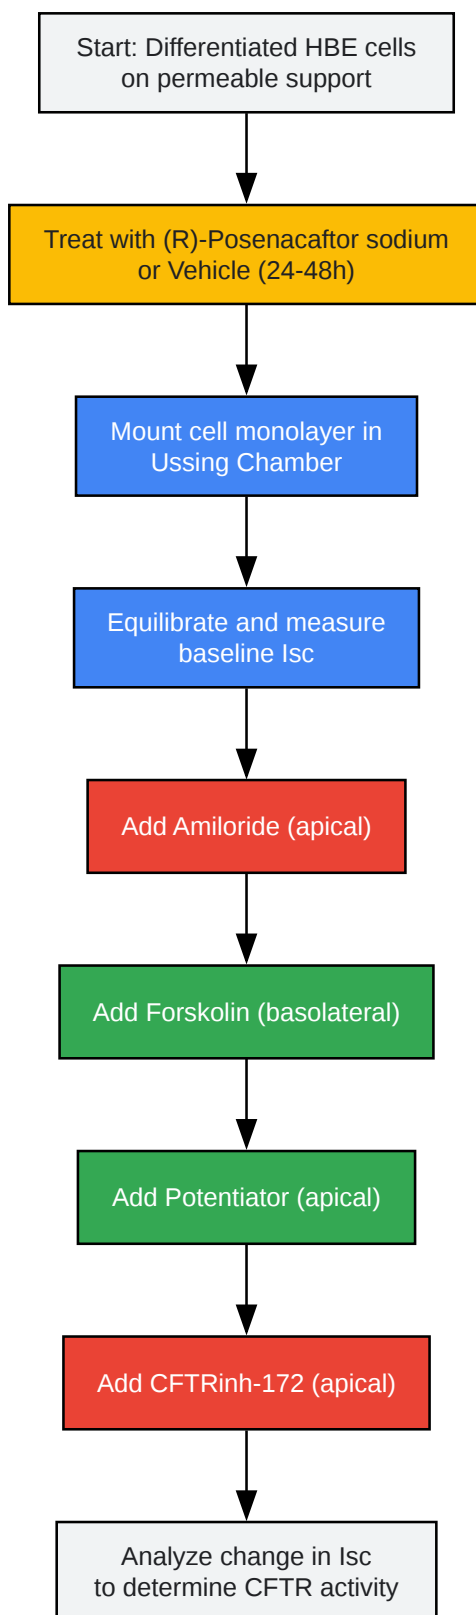 Start: Differentiated HBE cells
on permeable support
Treat with (R)-Posenacaftor sodium
or Vehicle (24-48h)
Mount cell monolayer in
Ussing Chamber
Equilibrate and measure
baseline Isc
Add Amiloride (apical)
Add Forskolin (basolateral)
Add Potentiator (apical)
Add CFTRinh-172 (apical)
Analyze change in Isc
to determine CFTR activity